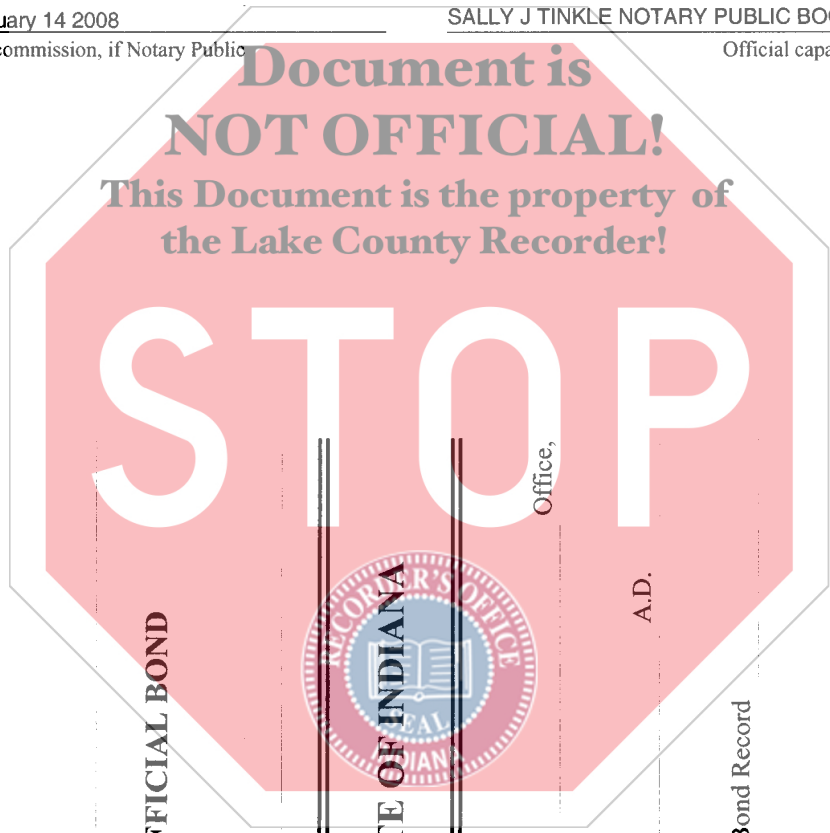 uary 14 2008
SALLY J TINKLE NOTARY PUBLIC BO
commission, if Notary Public
Official capa
Document is
NOT OFFICIAL!
This Document is the property of
the Lake County Recorder!
STOP
FFICIAL BOND
TE OF INDIANA
Office,
A.D.
Bond Record
RECORDER'S OFFICE
SEAL
INDIANA